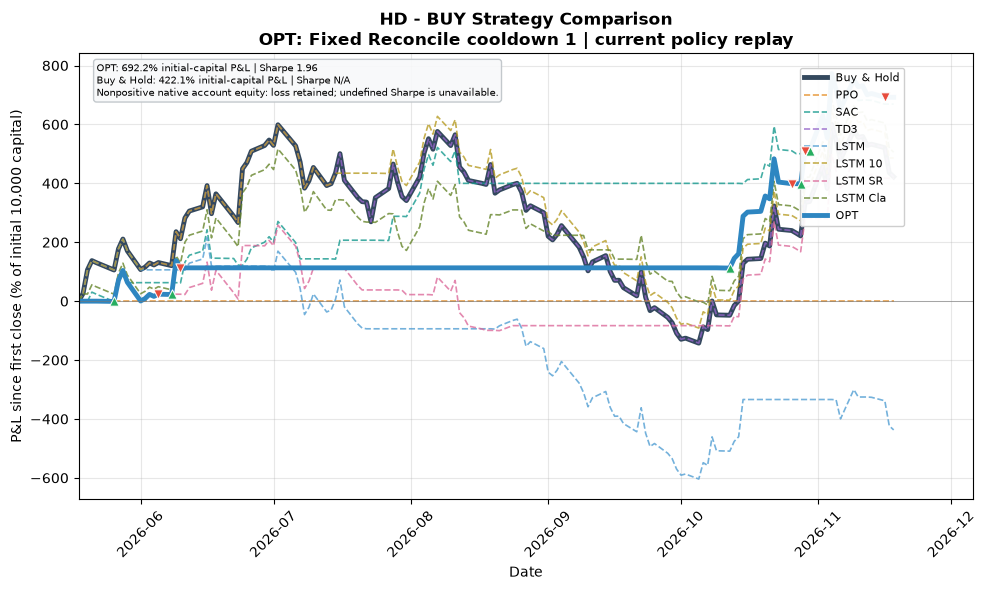 HD - BUY Strategy Comparison
OPT: Fixed Reconcile cooldown 1 | current policy replay
OPT: 692.2% initial-capital P&L | Sharpe 1.96
Buy & Hold: 422.1% initial-capital P&L | Sharpe N/A
Nonpositive native account equity: loss retained; undefined Sharpe is unavailable.
Buy & Hold
PPO
SAC
TD3
LSTM
LSTM 10
LSTM SR
LSTM Cla
OPT
P&L since first close (% of initial 10,000 capital)
800
600
400
200
0
−200
−400
−600
2026-06
2026-07
2026-08
2026-09
2026-10
2026-11
2026-12
Date